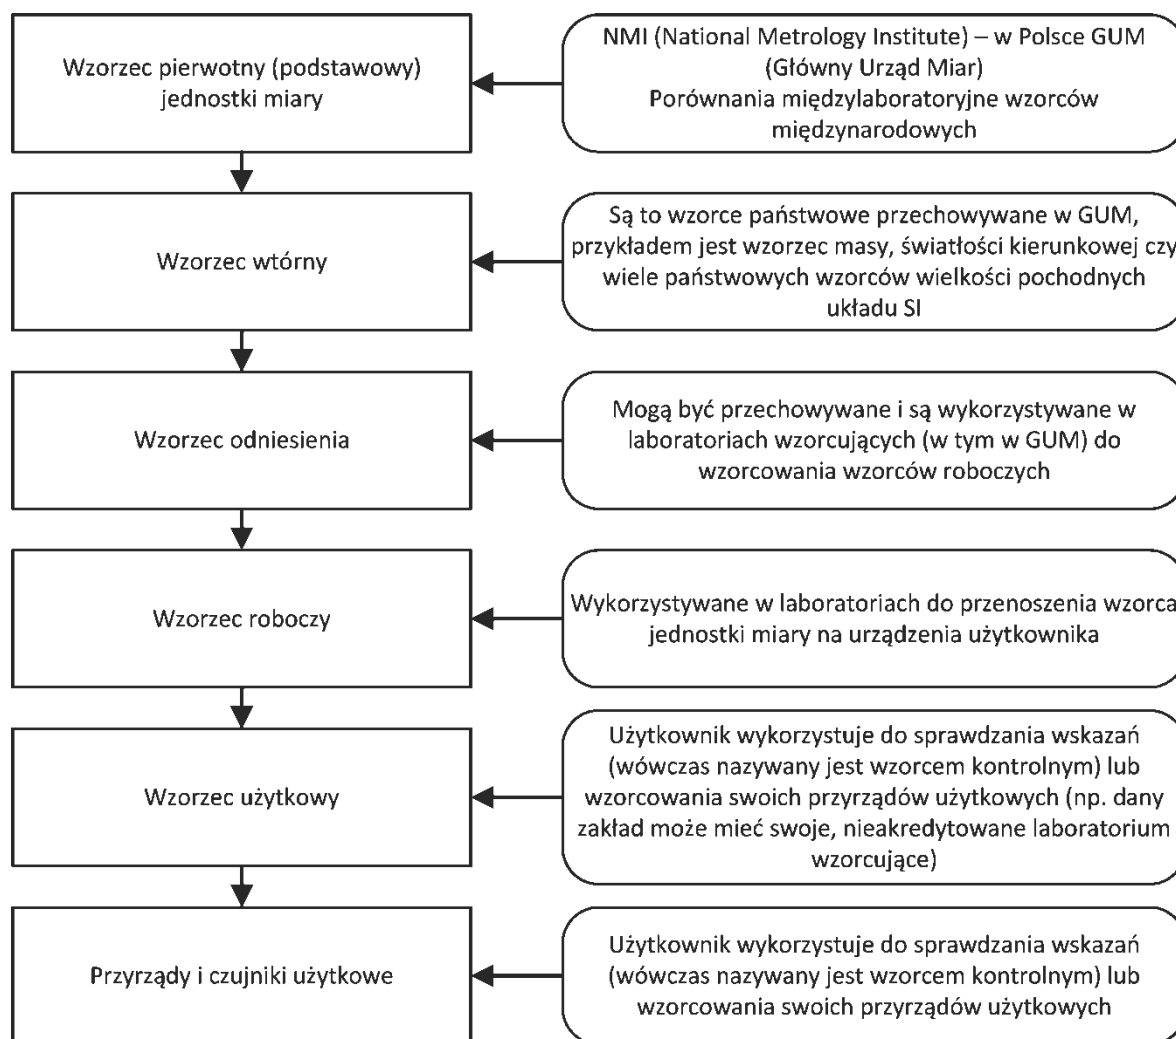 Wzorzec pierwotny (podstawowy)
jednostki miary
NMI (National Metrology Institute) – w Polsce GUM
(Główny Urząd Miar)
Porównania międzylaboratoryjne wzorców
międzynarodowych
Wzorzec wtórny
Są to wzorce państwowe przechowywane w GUM,
przykładem jest wzorzec masy, światłości kierunkowej czy
wiele państwowych wzorców wielkości pochodnych
układu SI
Wzorzec odniesienia
Mogą być przechowywane i są wykorzystywane w
laboratoriach wzorcujących (w tym w GUM) do
wzorcowania wzorców roboczych
Wzorzec roboczy
Wykorzystywane w laboratoriach do przenoszenia wzorca
jednostki miary na urządzenia użytkownika
Wzorzec użytkowy
Użytkownik wykorzystuje do sprawdzania wskazań
(wówczas nazywany jest wzorcem kontrolnym) lub
wzorcowania swoich przyrządów użytkowych (np. dany
zakład może mieć swoje, nieakredytowane laboratorium
wzorcujące)
Przyrządy i czujniki użytkowe
Użytkownik wykorzystuje do sprawdzania wskazań
(wówczas nazywany jest wzorcem kontrolnym) lub
wzorcowania swoich przyrządów użytkowych